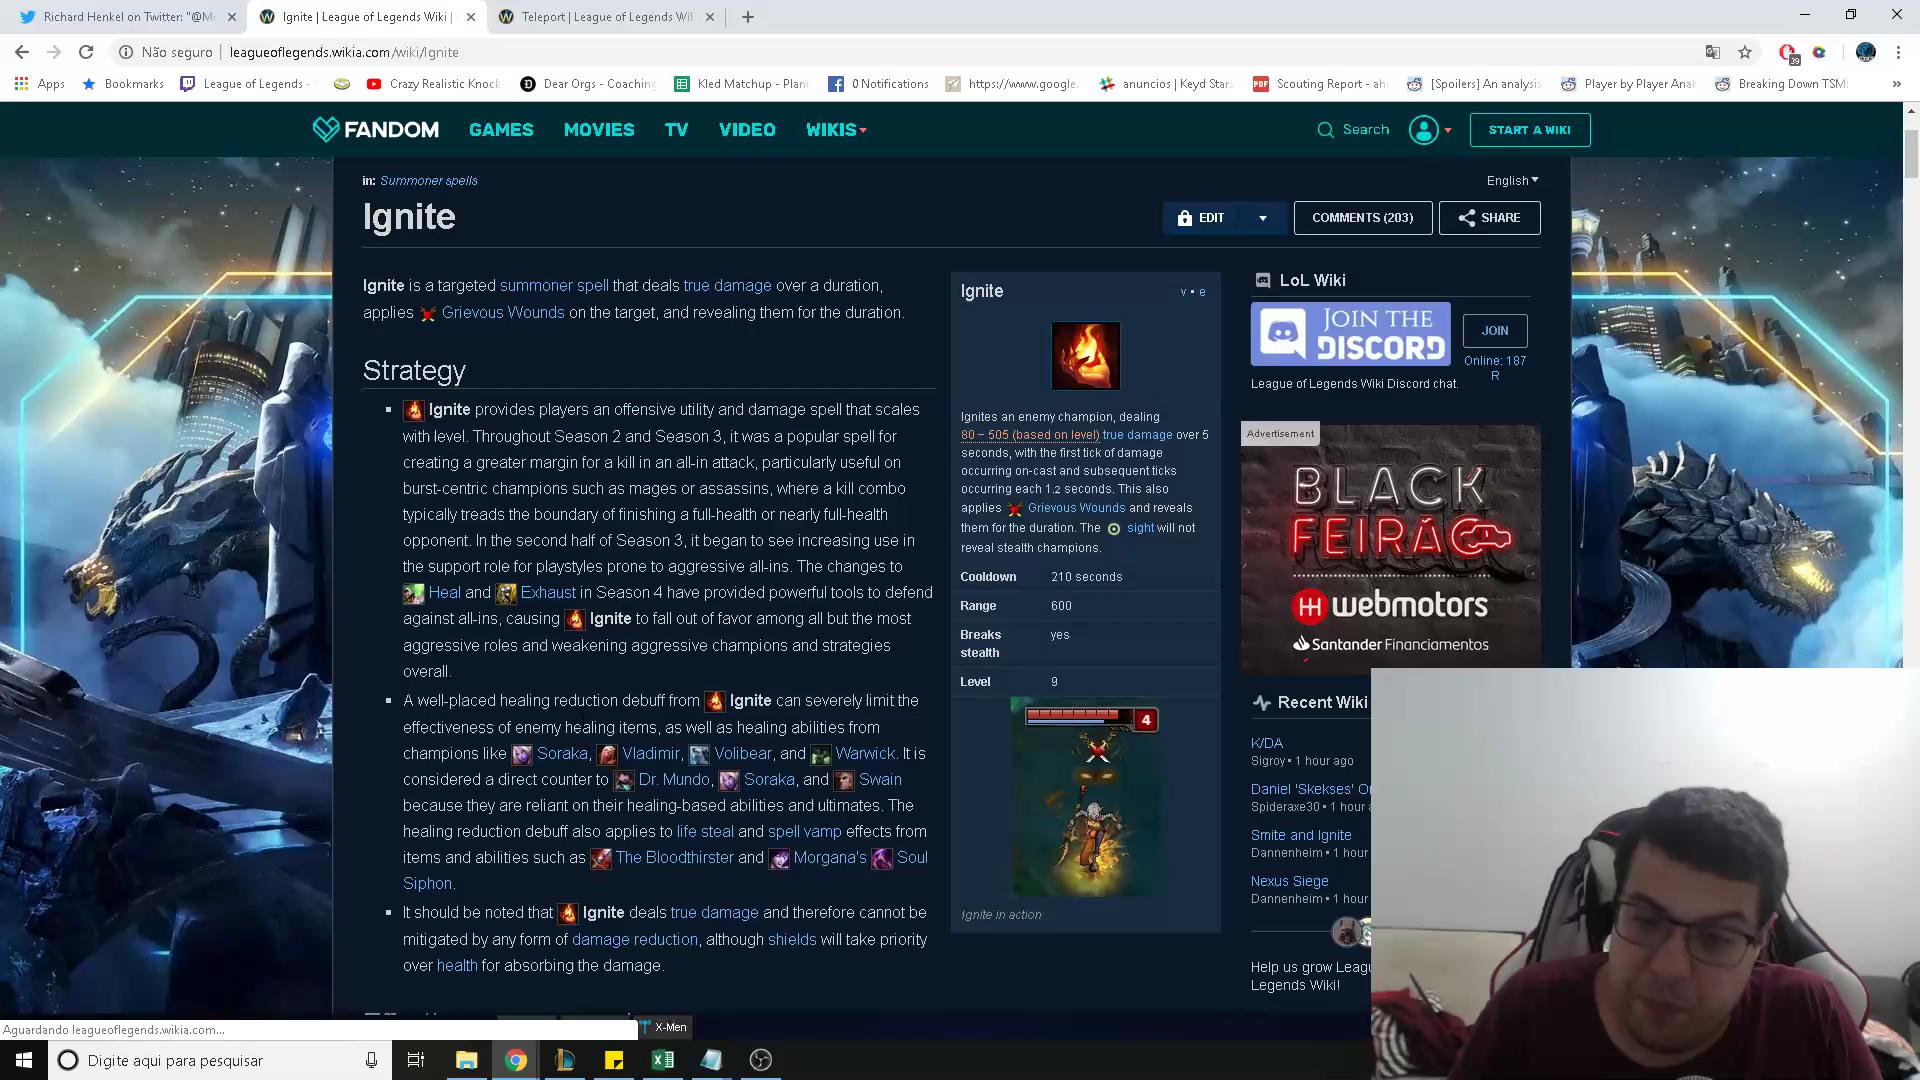 Richard Henkel on Twitter: "@M
Ignite | League of Legends Wiki |
Teleport | League of Legends Wi
Não seguro
leagueoflegends.wikia.com/wiki/Ignite
39
Apps
Bookmarks
League of Legends -
Crazy Realistic Knock
Dear Orgs - Coaching
Kled Matchup - Plani
0 Notifications
https://www.google.
anuncios | Keyd Stars
Scouting Report - ah
[Spoilers] An analysis
Player by Player Anal
Breaking Down TSM
FANDOM
GAMES
MOVIES
TV
VIDEO
WIKIS
Search
START A WIKI
in: Summoner spells
English
Ignite
EDIT
COMMENTS (203)
SHARE
Ignite is a targeted summoner spell that deals true damage over a duration,
applies Grievous Wounds on the target, and revealing them for the duration.
Strategy
Ignite provides players an offensive utility and damage spell that scales
with level. Throughout Season 2 and Season 3, it was a popular spell for
creating a greater margin for a kill in an all-in attack, particularly useful on
burst-centric champions such as mages or assassins, where a kill combo
typically treads the boundary of finishing a full-health or nearly full-health
opponent. In the second half of Season 3, it began to see increasing use in
the support role for playstyles prone to aggressive all-ins. The changes to
Heal and Exhaust in Season 4 have provided powerful tools to defend
against all-ins, causing Ignite to fall out of favor among all but the most
aggressive roles and weakening aggressive champions and strategies
overall.
A well-placed healing reduction debuff from Ignite can severely limit the
effectiveness of enemy healing items, as well as healing abilities from
champions like Soraka, Vladimir, Volibear, and Warwick. It is
considered a direct counter to Dr. Mundo, Soraka, and Swain
because they are reliant on their healing-based abilities and ultimates. The
healing reduction debuff also applies to life steal and spell vamp effects from
items and abilities such as The Bloodthirster and Morgana's Soul
Siphon.
It should be noted that Ignite deals true damage and therefore cannot be
mitigated by any form of damage reduction, although shields will take priority
over health for absorbing the damage.
Ignite
v • e
Ignites an enemy champion, dealing
80 – 505 (based on level) true damage over 5
seconds, with the first tick of damage
occurring on-cast and subsequent ticks
occurring each 1.2 seconds. This also
applies Grievous Wounds and reveals
them for the duration. The sight will not
reveal stealth champions.
Cooldown 210 seconds
Range 600
Breaks stealth yes
Level 9
4
Ignite in action
LoL Wiki
JOIN THE
DISCORD
JOIN
Online: 187
R
League of Legends Wiki Discord chat.
Advertisement
BLACK
FEIRÃO
webmotors
Santander Financiamentos
Recent Wiki
K/DA
Sigroy • 1 hour ago
Daniel 'Skekses' O
Spideraxe30 • 1 hour a
Smite and Ignite
Dannenheim • 1 hour
Nexus Siege
Dannenheim • 1 hour
Help us grow Leagu
Legends Wiki!
Aguardando leagueoflegends.wikia.com...
X-Men
Digite aqui para pesquisar